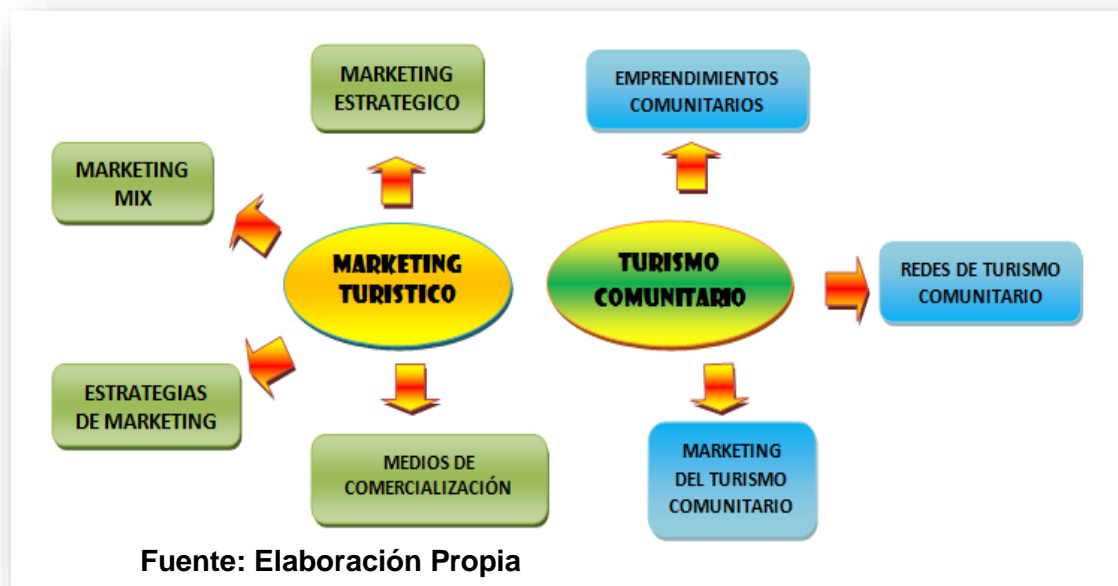 MARKETING
ESTRATEGICO
EMPRENDIMIENTOS
COMUNITARIOS
MARKETING
MIX
MARKETING
TURISTICO
TURISMO
COMUNITARIO
REDES DE TURISMO
COMUNITARIO
ESTRATEGIAS
DE MARKETING
MEDIOS DE
COMERCIALIZACIÓN
MARKETING
DEL TURISMO
COMUNITARIO
Fuente: Elaboración Propia